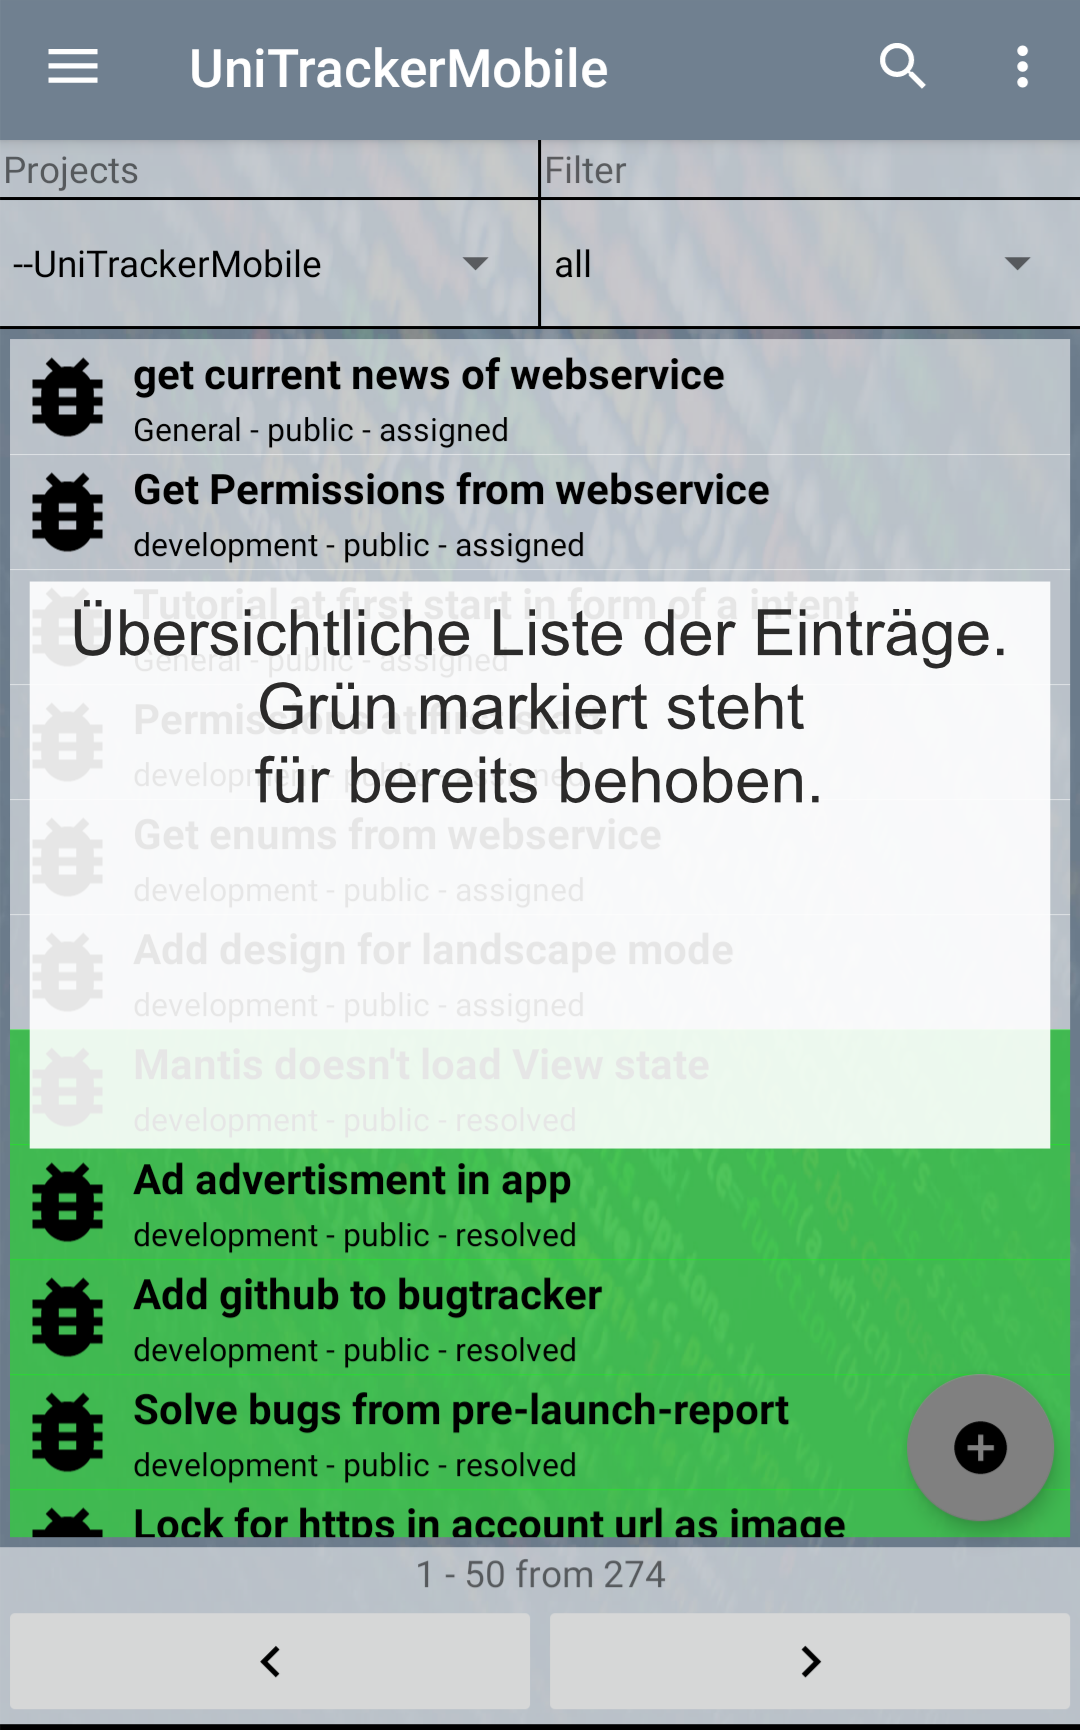 UniTrackerMobile
Projects
Filter
--UniTrackerMobile
all
get current news of webservice
General - public - assigned
Get Permissions from webservice
development - public - assigned
Übersichtliche Liste der Einträge.
Grün markiert steht
für bereits behoben.
Tutorial at first start in form of a intent
General - public - assigned
Permissions at first start
development - public - assigned
Get enums from webservice
development - public - assigned
Add design for landscape mode
development - public - assigned
Mantis doesn't load View state
development - public - resolved
Ad advertisment in app
development - public - resolved
Add github to bugtracker
development - public - resolved
Solve bugs from pre-launch-report
development - public - resolved
Lock for https in account url as image
1 - 50 from 274